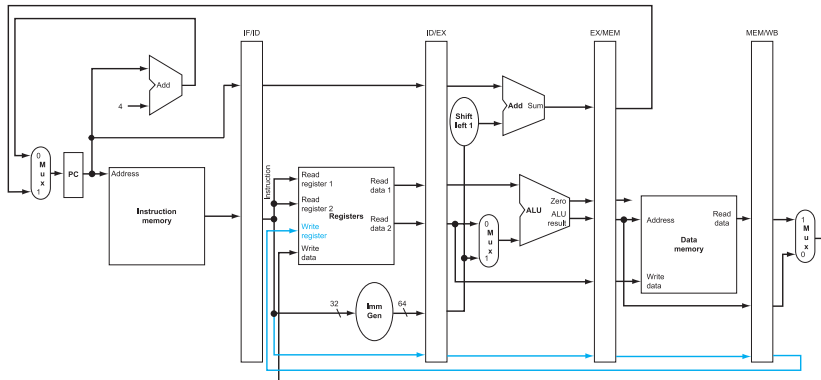 IF/ID
ID/EX
EX/MEM
MEM/WB
Add
4
Add Sum
Shift
left 1
0
M
u
x
1
PC
Address
Instruction
memory
Instruction
Read
register 1
Read
register 2
Write
register
Write
data
Registers
Read
data 1
Read
data 2
0
M
u
x
1
Zero
ALU
ALU
result
Address
Read
data
Data
memory
Write
data
1
M
u
x
0
32
Imm
Gen
64